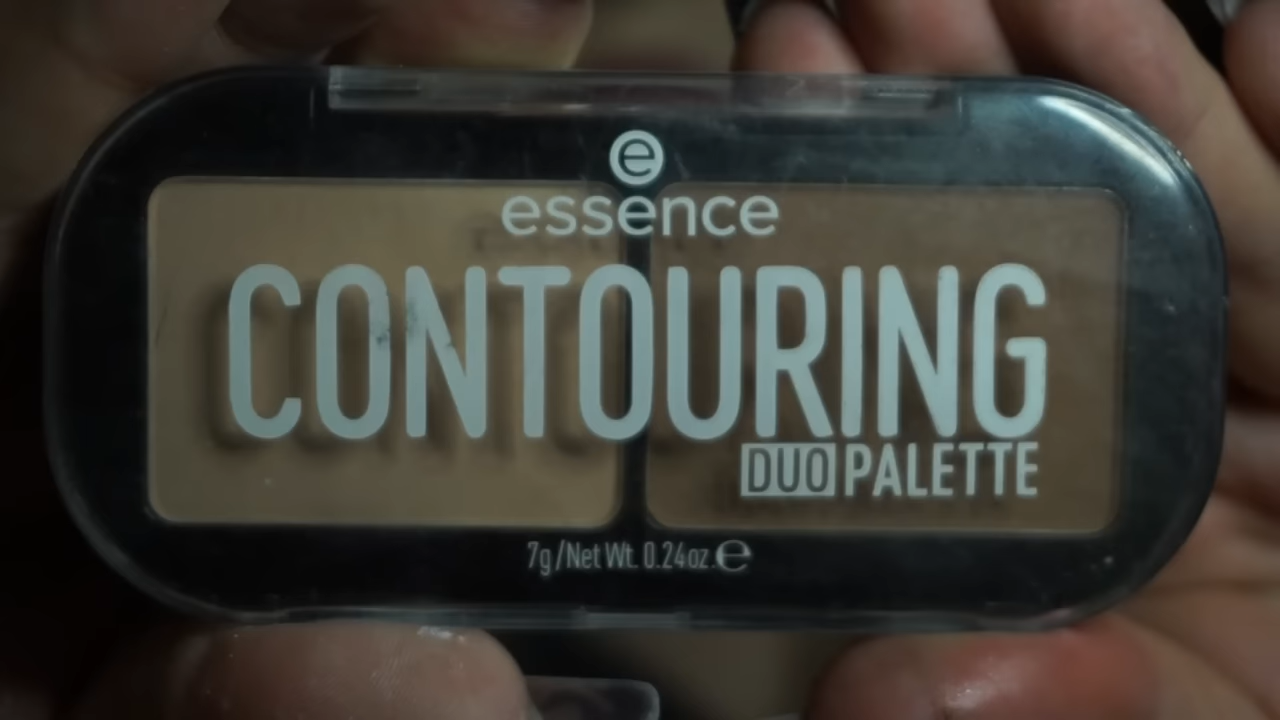 e
essence
CONTOURING
DUO PALETTE
7g/Net Wt. 0.24oz.℮